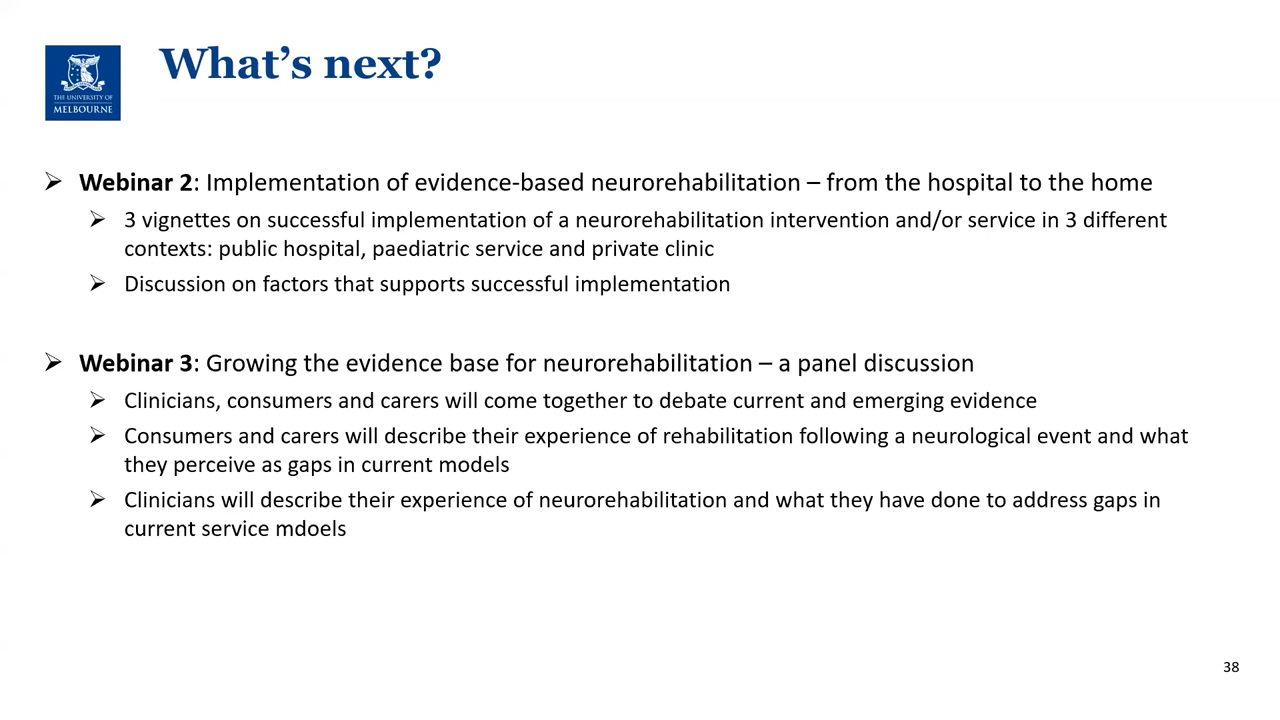 What's next?
THE UNIVERSITY OF
MELBOURNE
➢ Webinar 2: Implementation of evidence-based neurorehabilitation – from the hospital to the home
➢ 3 vignettes on successful implementation of a neurorehabilitation intervention and/or service in 3 different
contexts: public hospital, paediatric service and private clinic
➢ Discussion on factors that supports successful implementation
➢ Webinar 3: Growing the evidence base for neurorehabilitation – a panel discussion
➢ Clinicians, consumers and carers will come together to debate current and emerging evidence
➢ Consumers and carers will describe their experience of rehabilitation following a neurological event and what
they perceive as gaps in current models
➢ Clinicians will describe their experience of neurorehabilitation and what they have done to address gaps in
current service mdoels
38